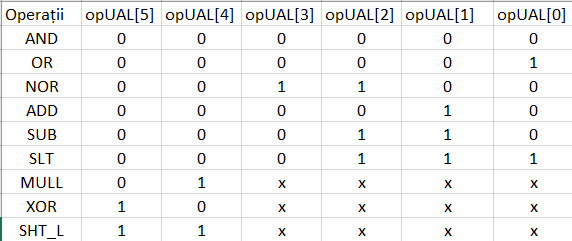 Operații opUAL[5] opUAL[4] opUAL[3] opUAL[2] opUAL[1] opUAL[0]
AND 0 0 0 0 0 0
OR 0 0 0 0 0 1
NOR 0 0 1 1 0 0
ADD 0 0 0 0 1 0
SUB 0 0 0 1 1 0
SLT 0 0 0 1 1 1
MULL 0 1 x x x x
XOR 1 0 x x x x
SHT_L 1 1 x x x x